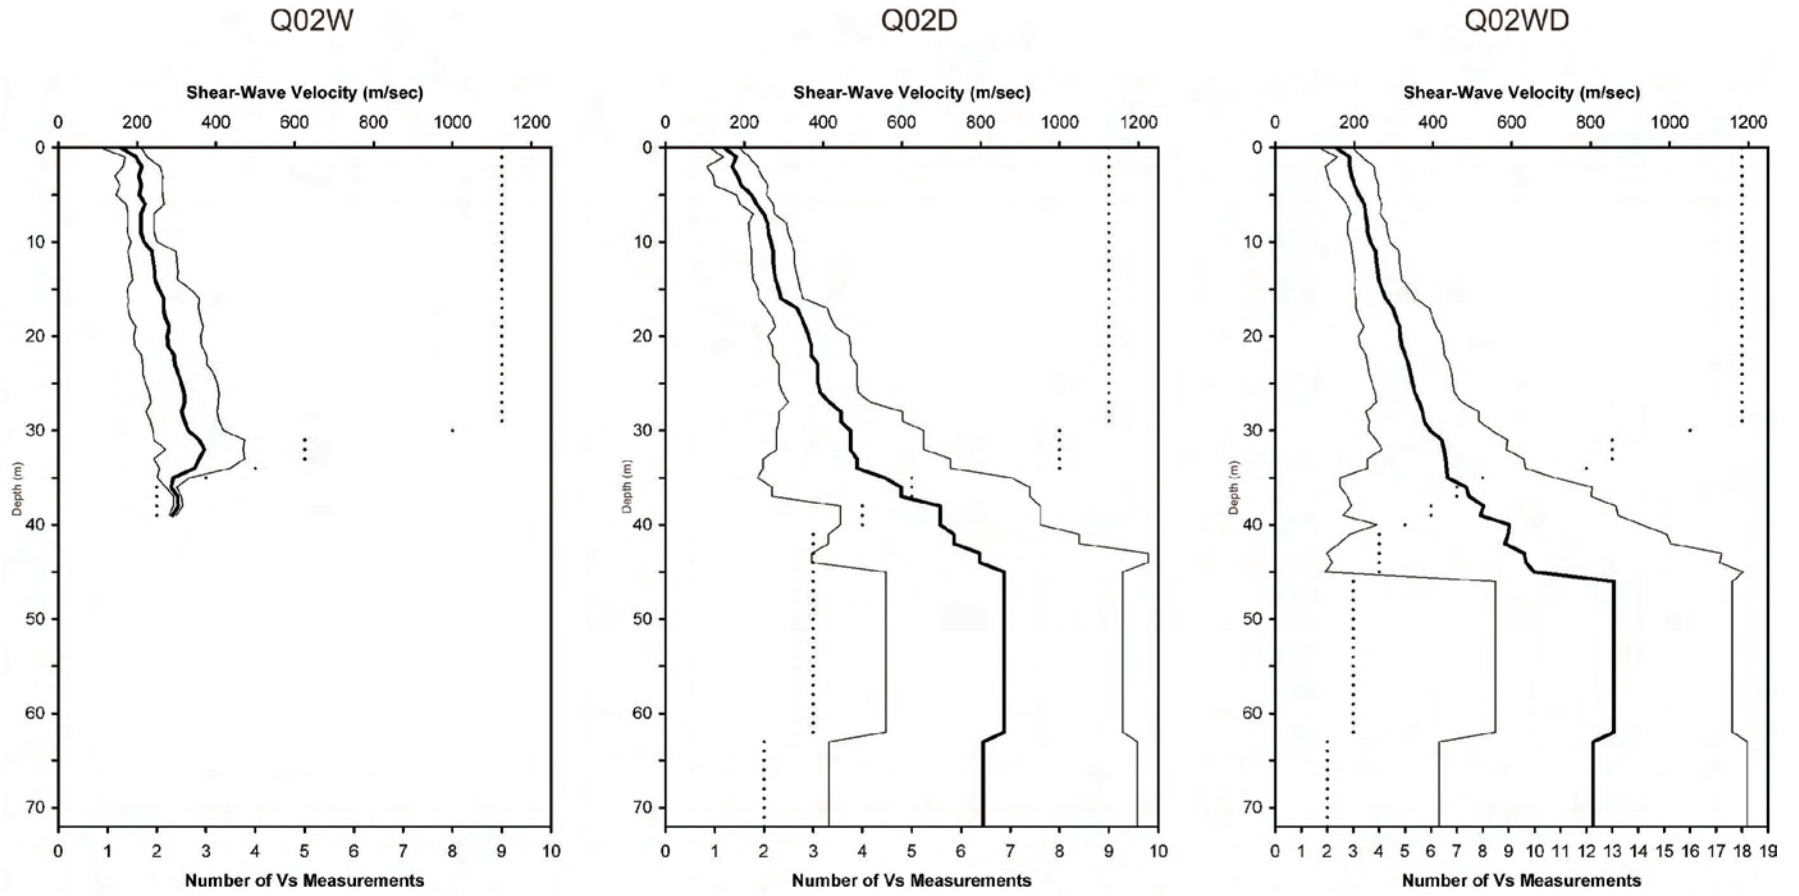 Q02W
Q02D
Q02WD
Shear-Wave Velocity (m/sec)
Shear-Wave Velocity (m/sec)
Shear-Wave Velocity (m/sec)
0 200 400 600 800 1000 1200
0 200 400 600 800 1000 1200
0 200 400 600 800 1000 1200
0
10
20
30
40
50
60
70
Depth (m)
0
10
20
30
40
50
60
70
Depth (m)
0
10
20
30
40
50
60
70
Depth (m)
0 1 2 3 4 5 6 7 8 9 10
0 1 2 3 4 5 6 7 8 9 10
0 1 2 3 4 5 6 7 8 9 10 11 12 13 14 15 16 17 18 19
Number of Vs Measurements
Number of Vs Measurements
Number of Vs Measurements